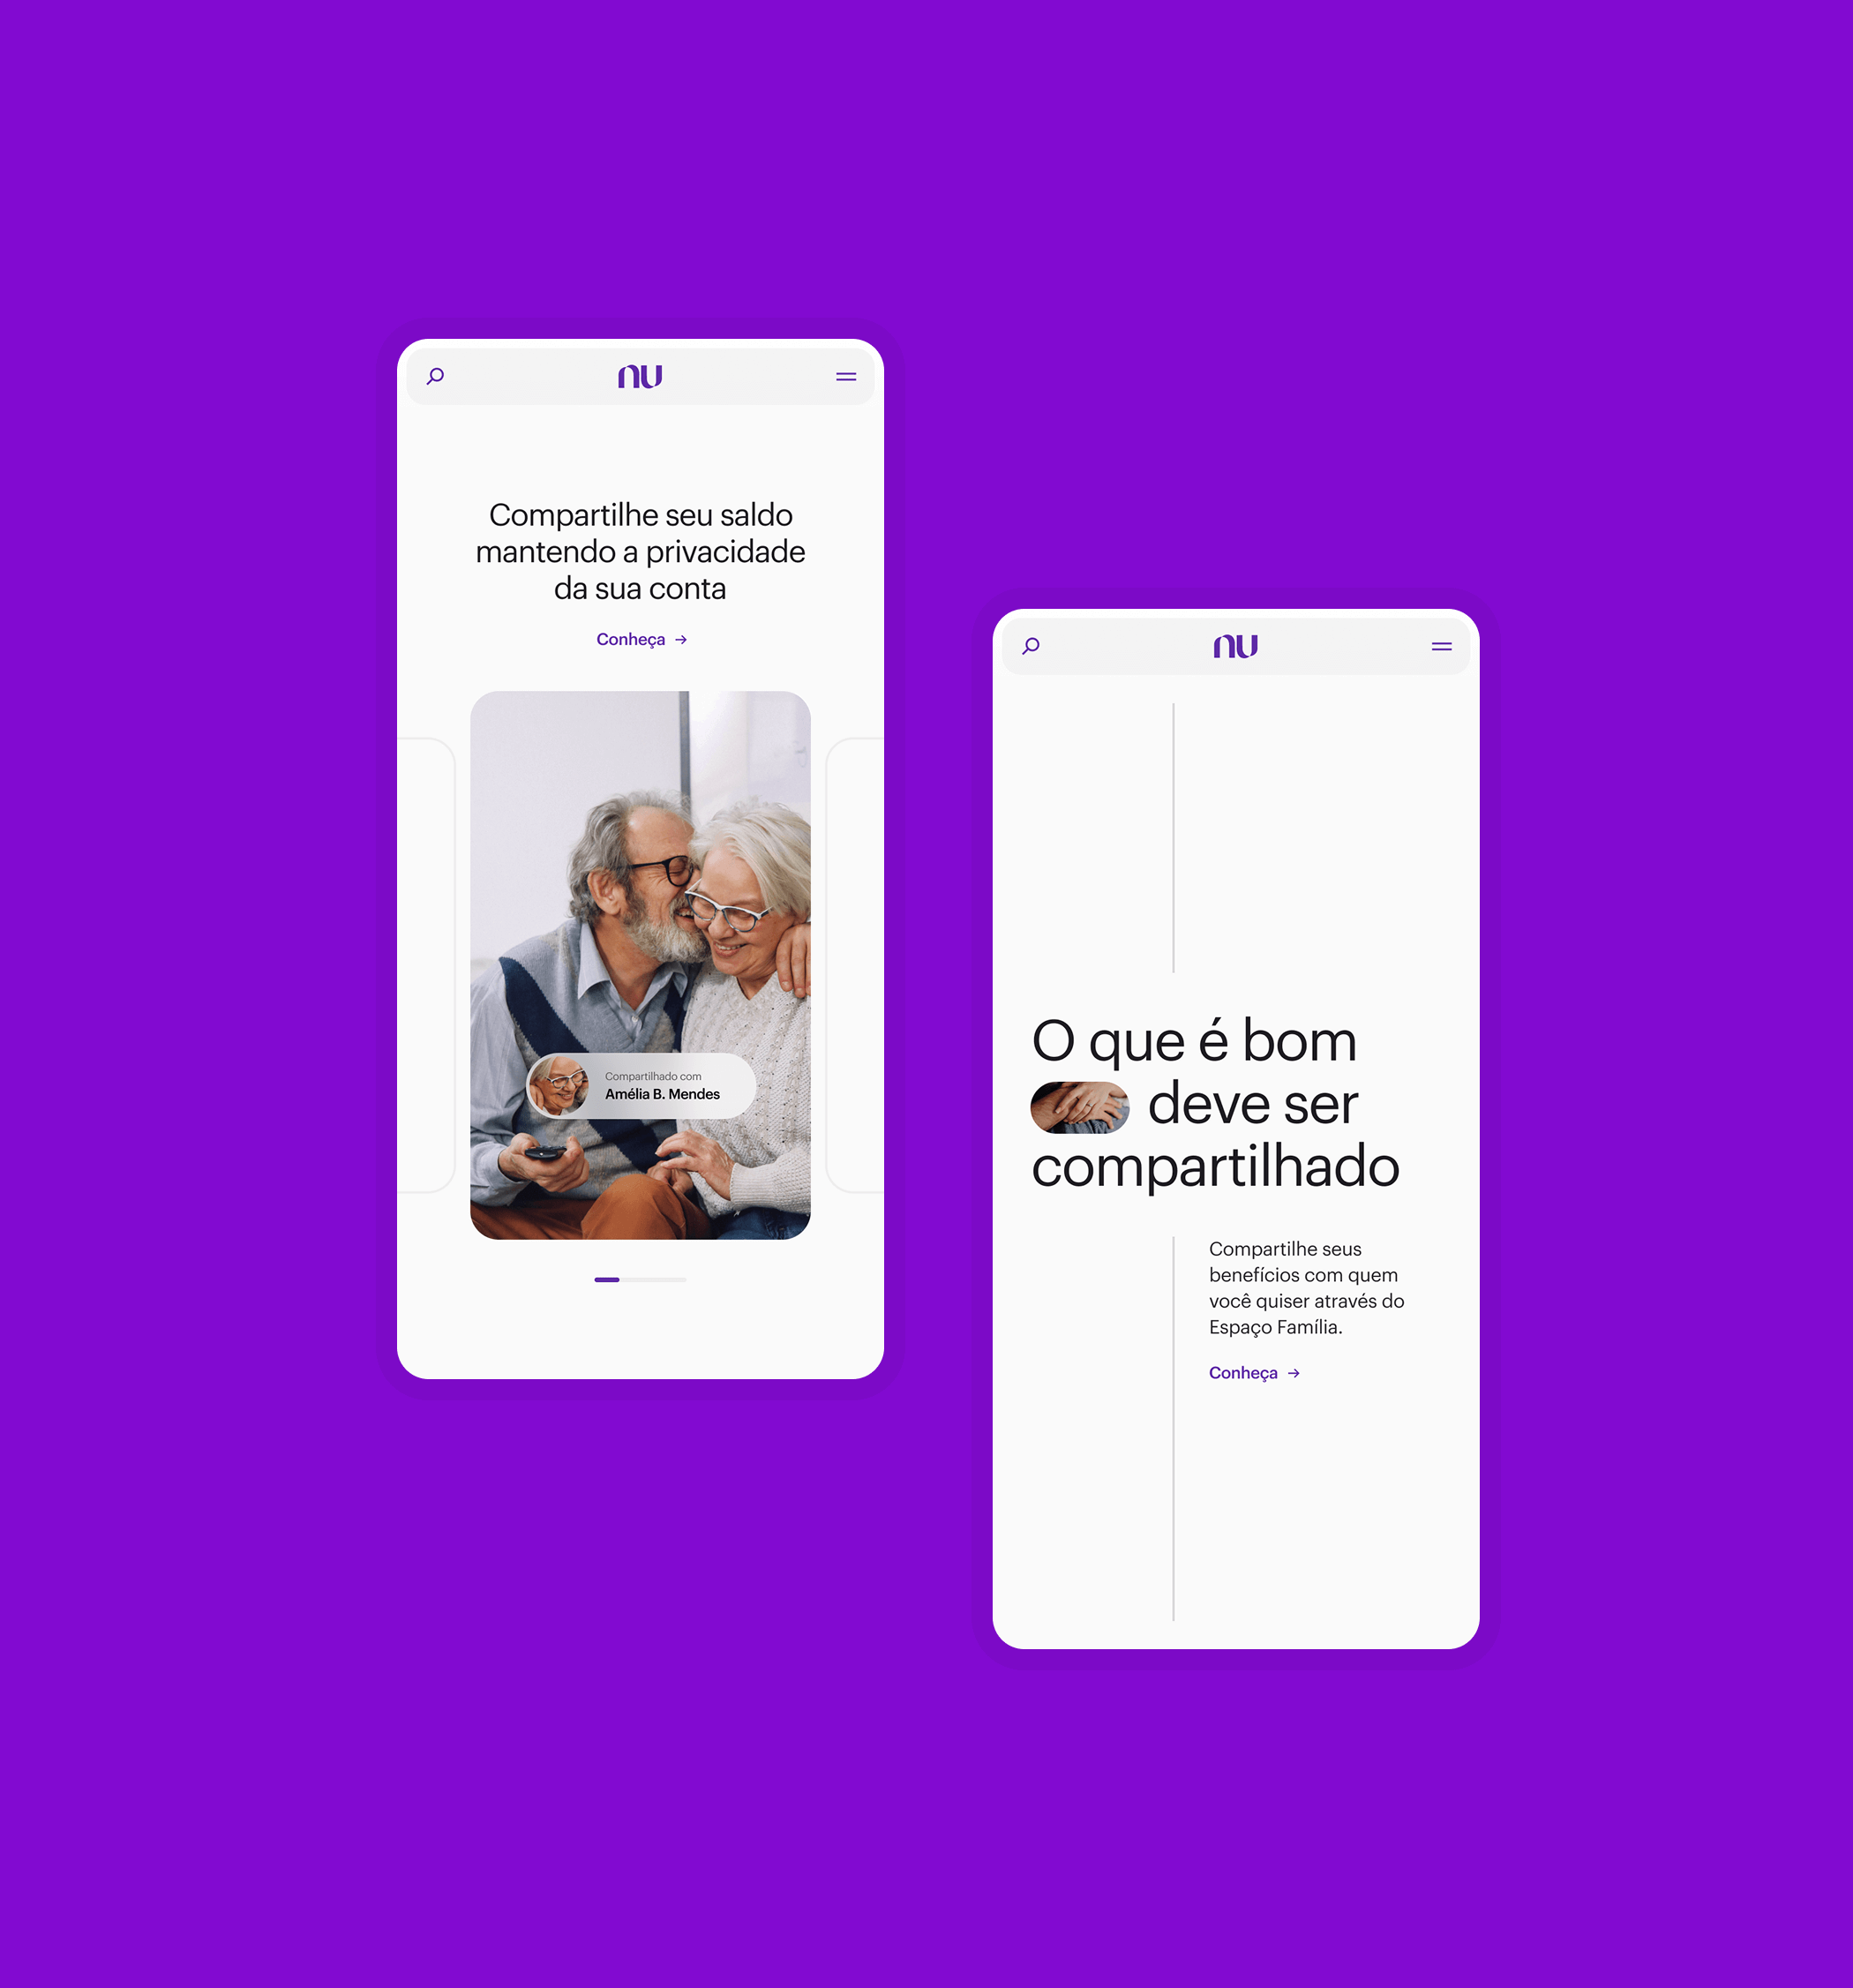 nu
Compartilhe seu saldo
mantendo a privacidade
da sua conta
Conheça →
Compartilhado com
Amélia B. Mendes
nu
O que é bom
deve ser
compartilhado
Compartilhe seus
benefícios com quem
você quiser através do
Espaço Família.
Conheça →